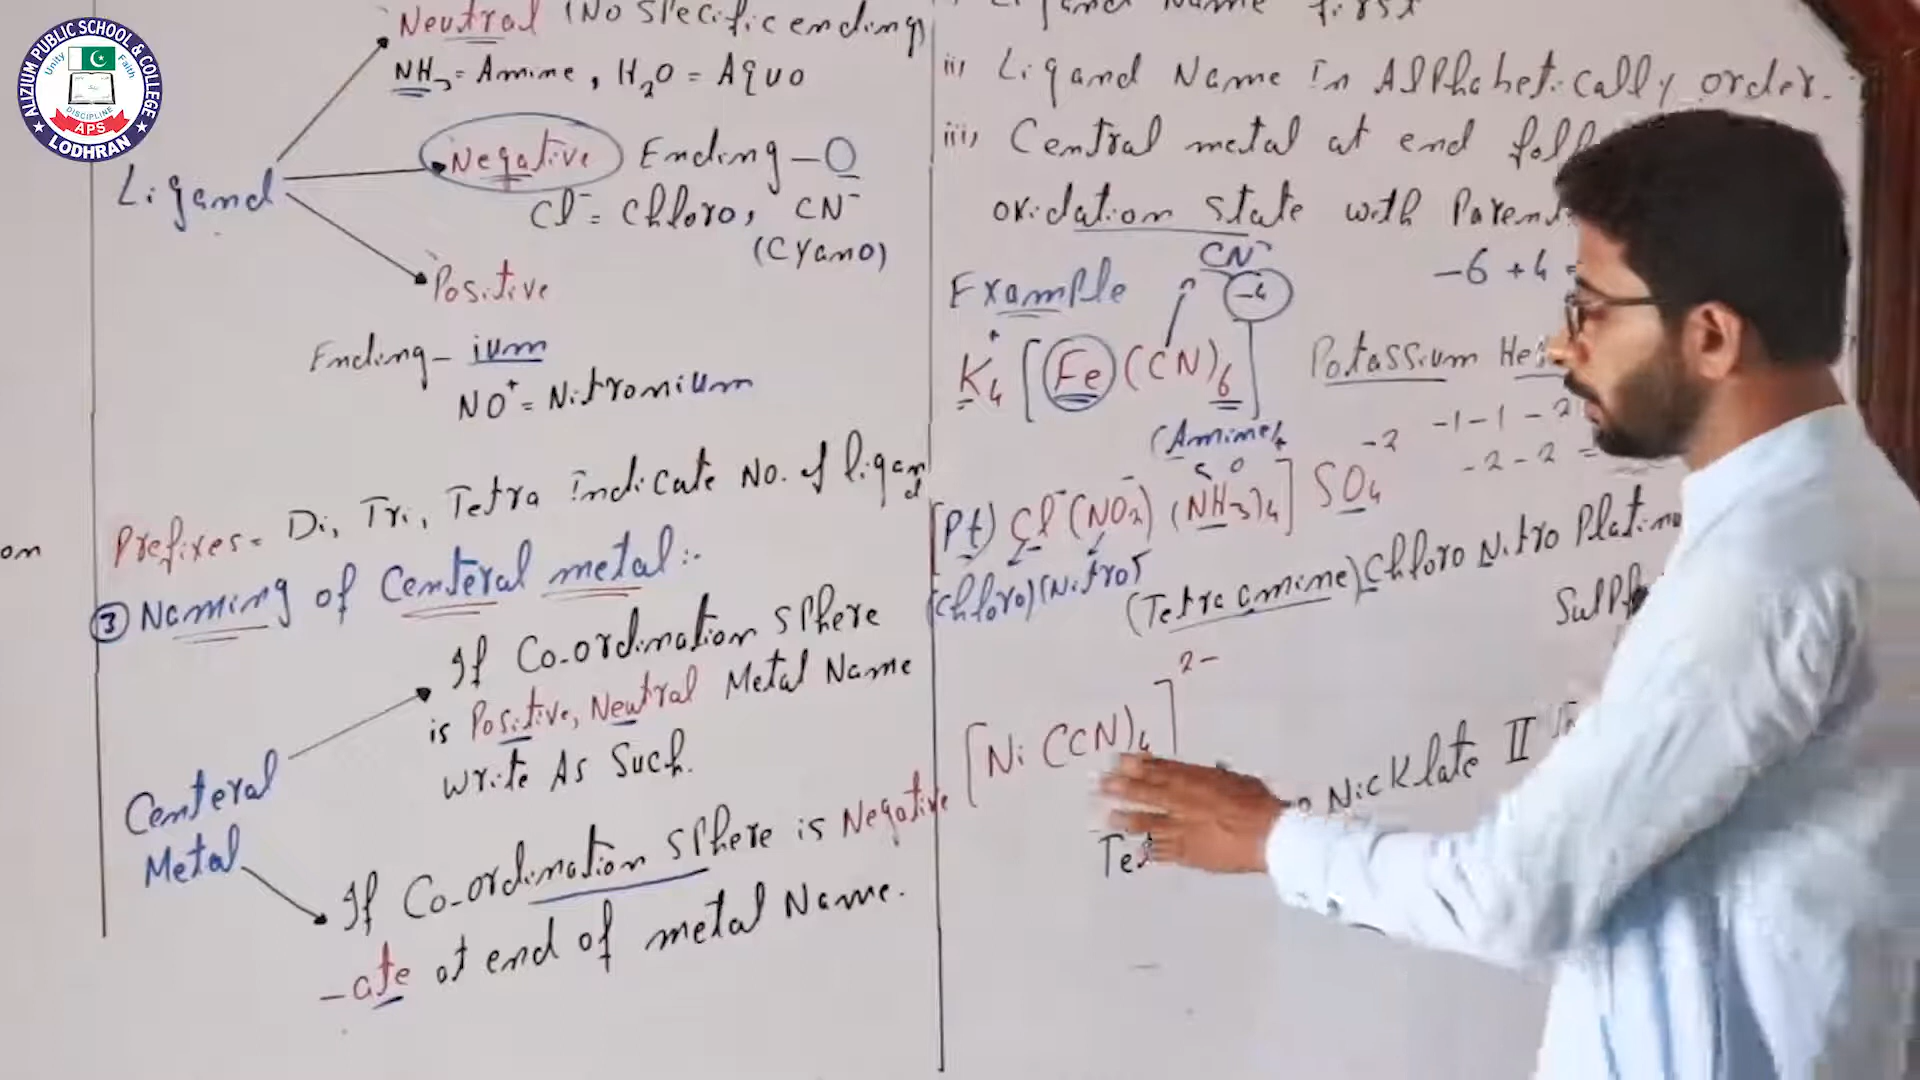 ALIZIUM PUBLIC SCHOOL & COLLEGE
Unity
Faith
DISCIPLINE
APS
LODHRAN
Neutral (No Specific ending)
NH3 = Amine, H2O = Aquo
Ligand
Negative Ending - O
Cl- = Chloro, CN-
(Cyano)
Positive
Ending - ium
NO+ = Nitronium
Prefixes = Di, Tri, Tetra indicate No. of ligand
on
③ Naming of Centeral metal:-
If Co-ordination sphere
is Positive, Neutral Metal Name
write As Such.
Centeral
Metal
If Co-ordination sphere is Negative
-ate at end of metal Name.
Ligand Name first
ii, Ligand Name in Alphabetically order.
iii, Central metal at end
oxidation state with
CN-
Example -4 -6 +4
K4+ [Fe(CN)6] Potassium
(Amine) -2 -1 -1 -2
-2 -2 =
[Pt) Cl- (NO2)- (NH3)4] SO4
(Chloro) (Nitro)
(Tetra amine) Chloro Nitro
[Ni (CN)4]2-
Nicklate II